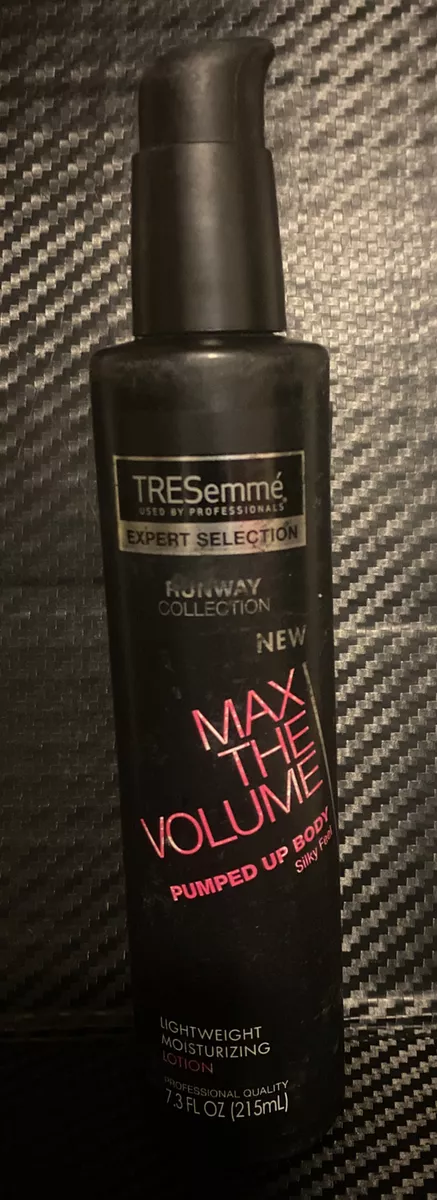 TRESemmé
USED BY PROFESSIONALS
EXPERT SELECTION
RUNWAY
COLLECTION
NEW
MAX
THE
VOLUME
PUMPED UP BODY
Silky Feel
LIGHTWEIGHT
MOISTURIZING
LOTION
PROFESSIONAL QUALITY
7.3 FL OZ (215mL)